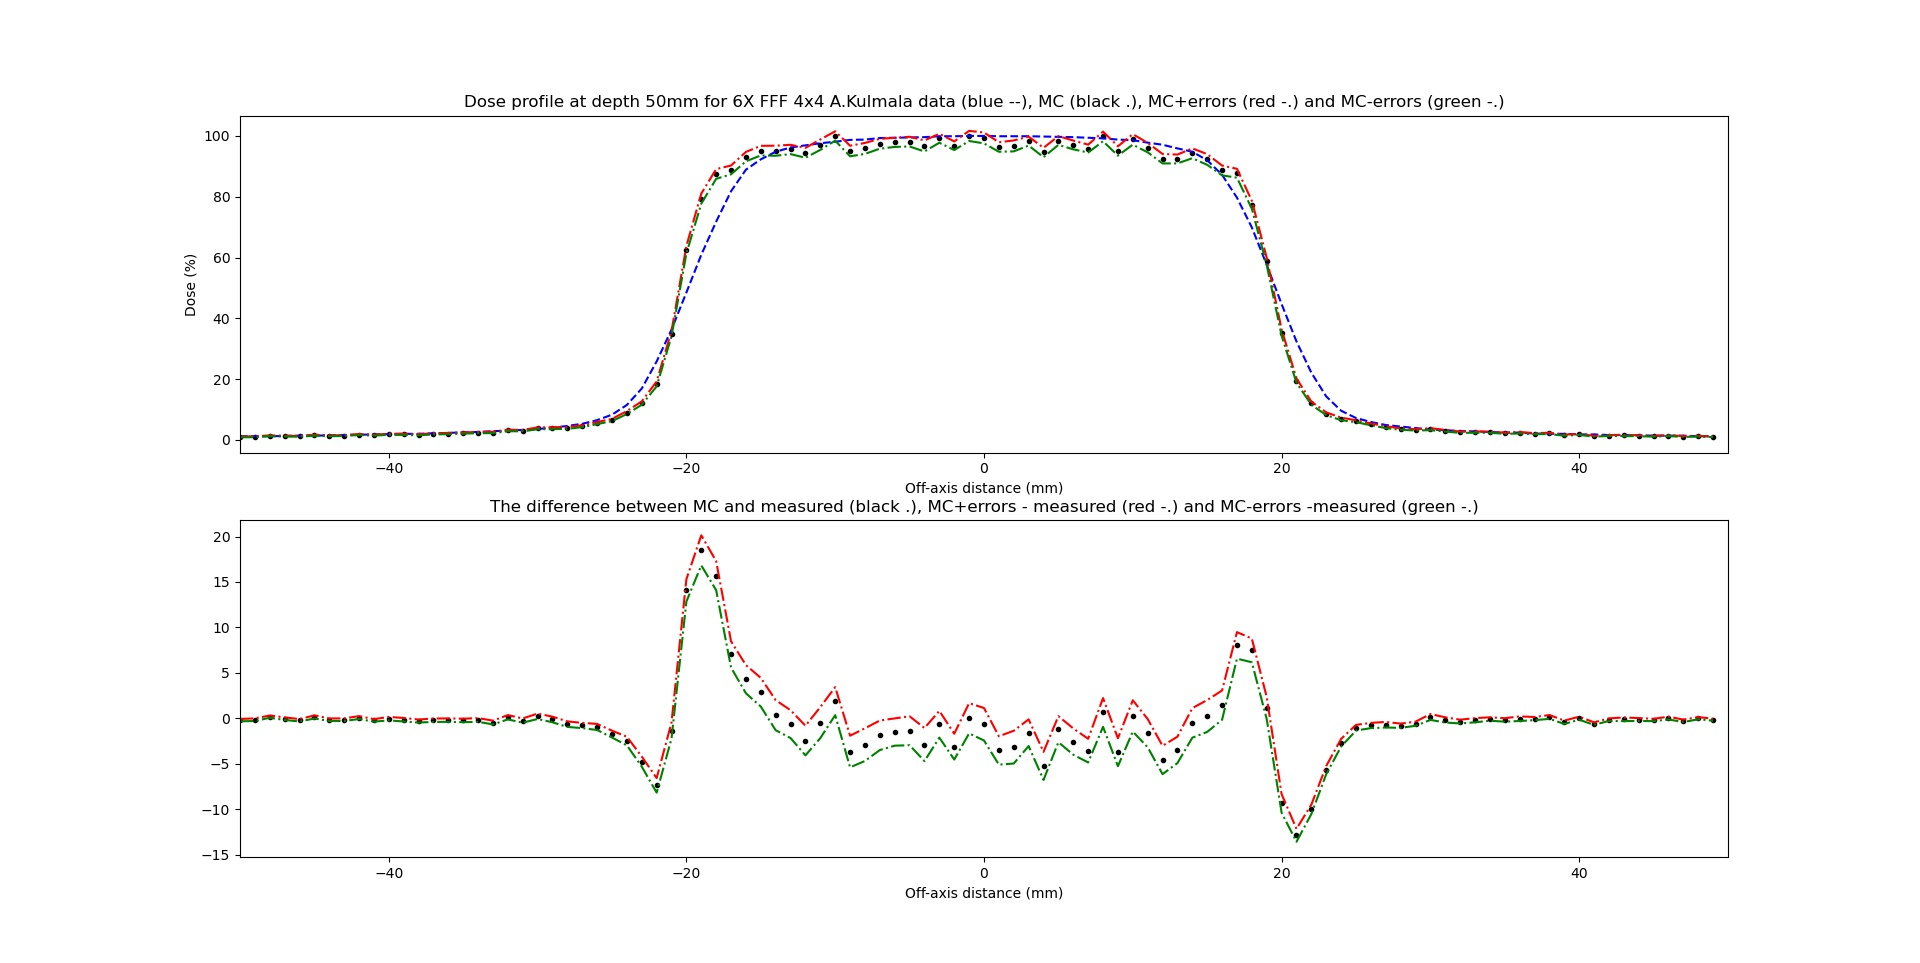 Dose profile at depth 50mm for 6X FFF 4x4 A.Kulmala data (blue --), MC (black .), MC+errors (red -.) and MC-errors (green -.)
100
80
60
40
20
0
Dose (%)
−40 −20 0 20 40
Off-axis distance (mm)
The difference between MC and measured (black .), MC+errors - measured (red -.) and MC-errors -measured (green -.)
20
15
10
5
0
−5
−10
−15
−40 −20 0 20 40
Off-axis distance (mm)